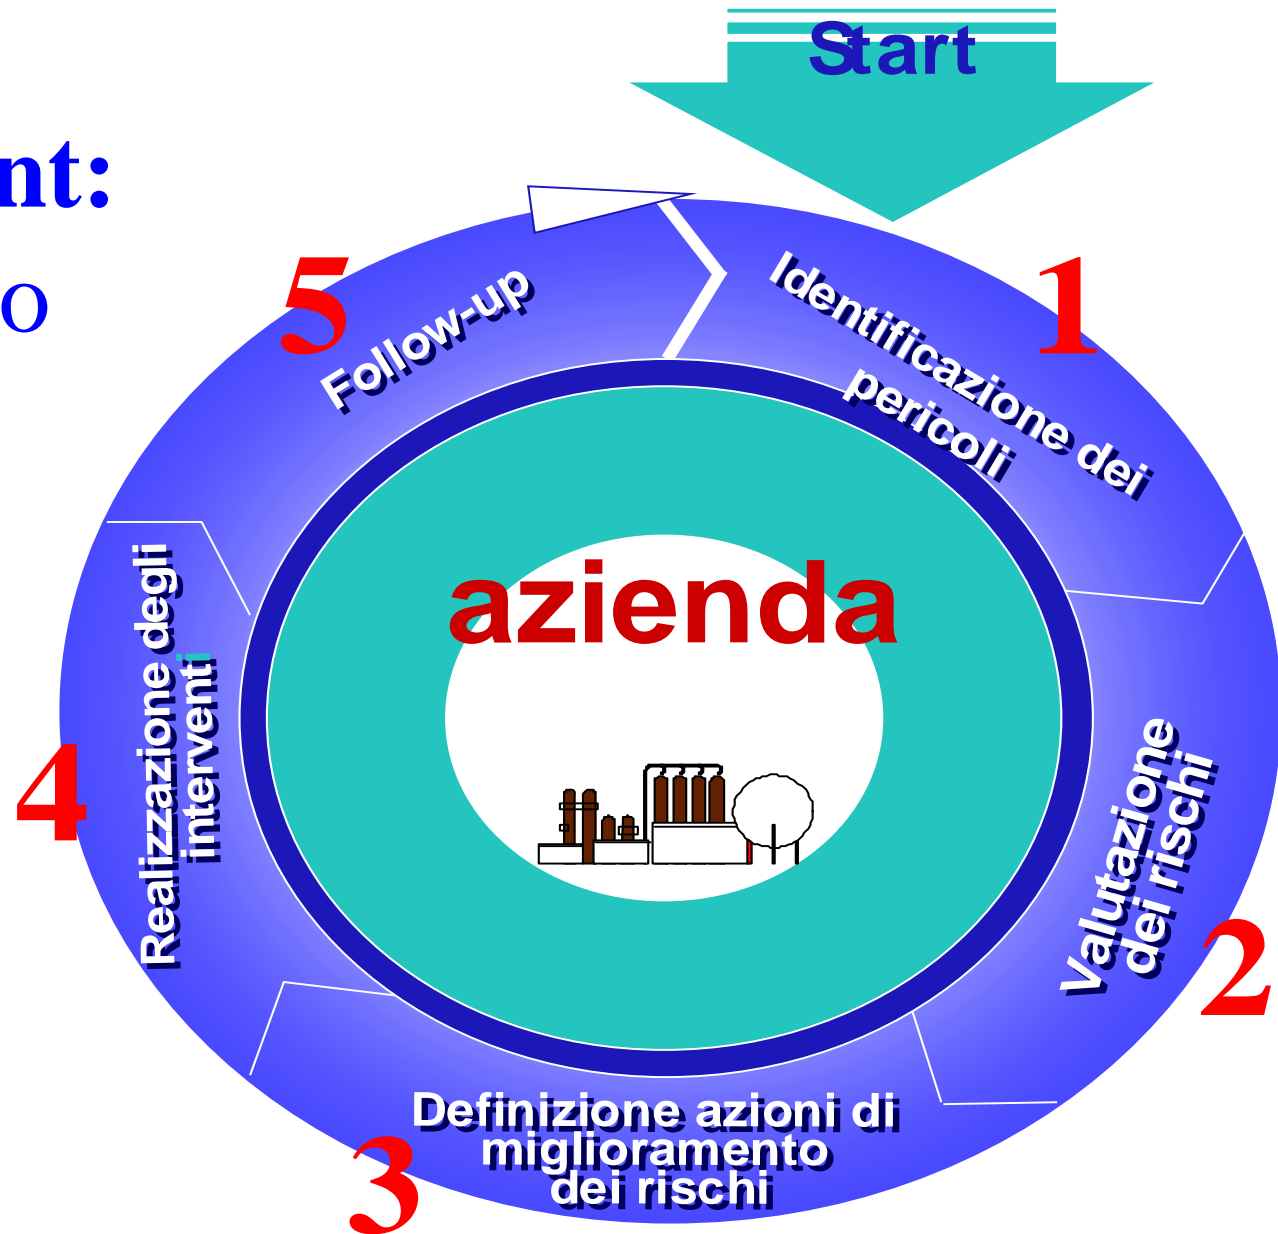 Start
nt:
o
1
Identificazione dei
pericoli
2
Valutazione
dei rischi
3
Definizione azioni di
miglioramento
dei rischi
4
Realizzazione degli
interventi
5
Follow-up
azienda